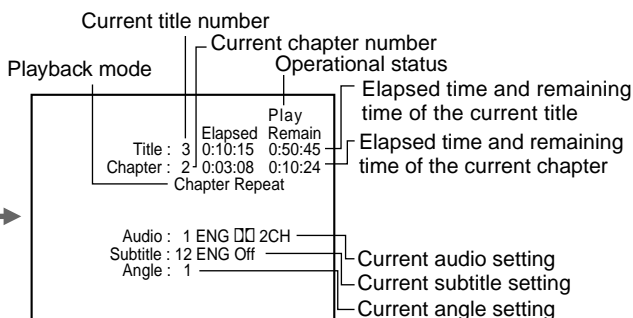 Current title number
Current chapter number
Operational status
Playback mode
Elapsed time and remaining
time of the current title
Play
Elapsed Remain
Title : 3 0:10:15 0:50:45
Elapsed time and remaining
time of the current chapter
Chapter : 2 0:03:08 0:10:24
Chapter Repeat
Audio : 1 ENG 2CH
Subtitle : 12 ENG Off
Angle : 1
Current audio setting
Current subtitle setting
Current angle setting